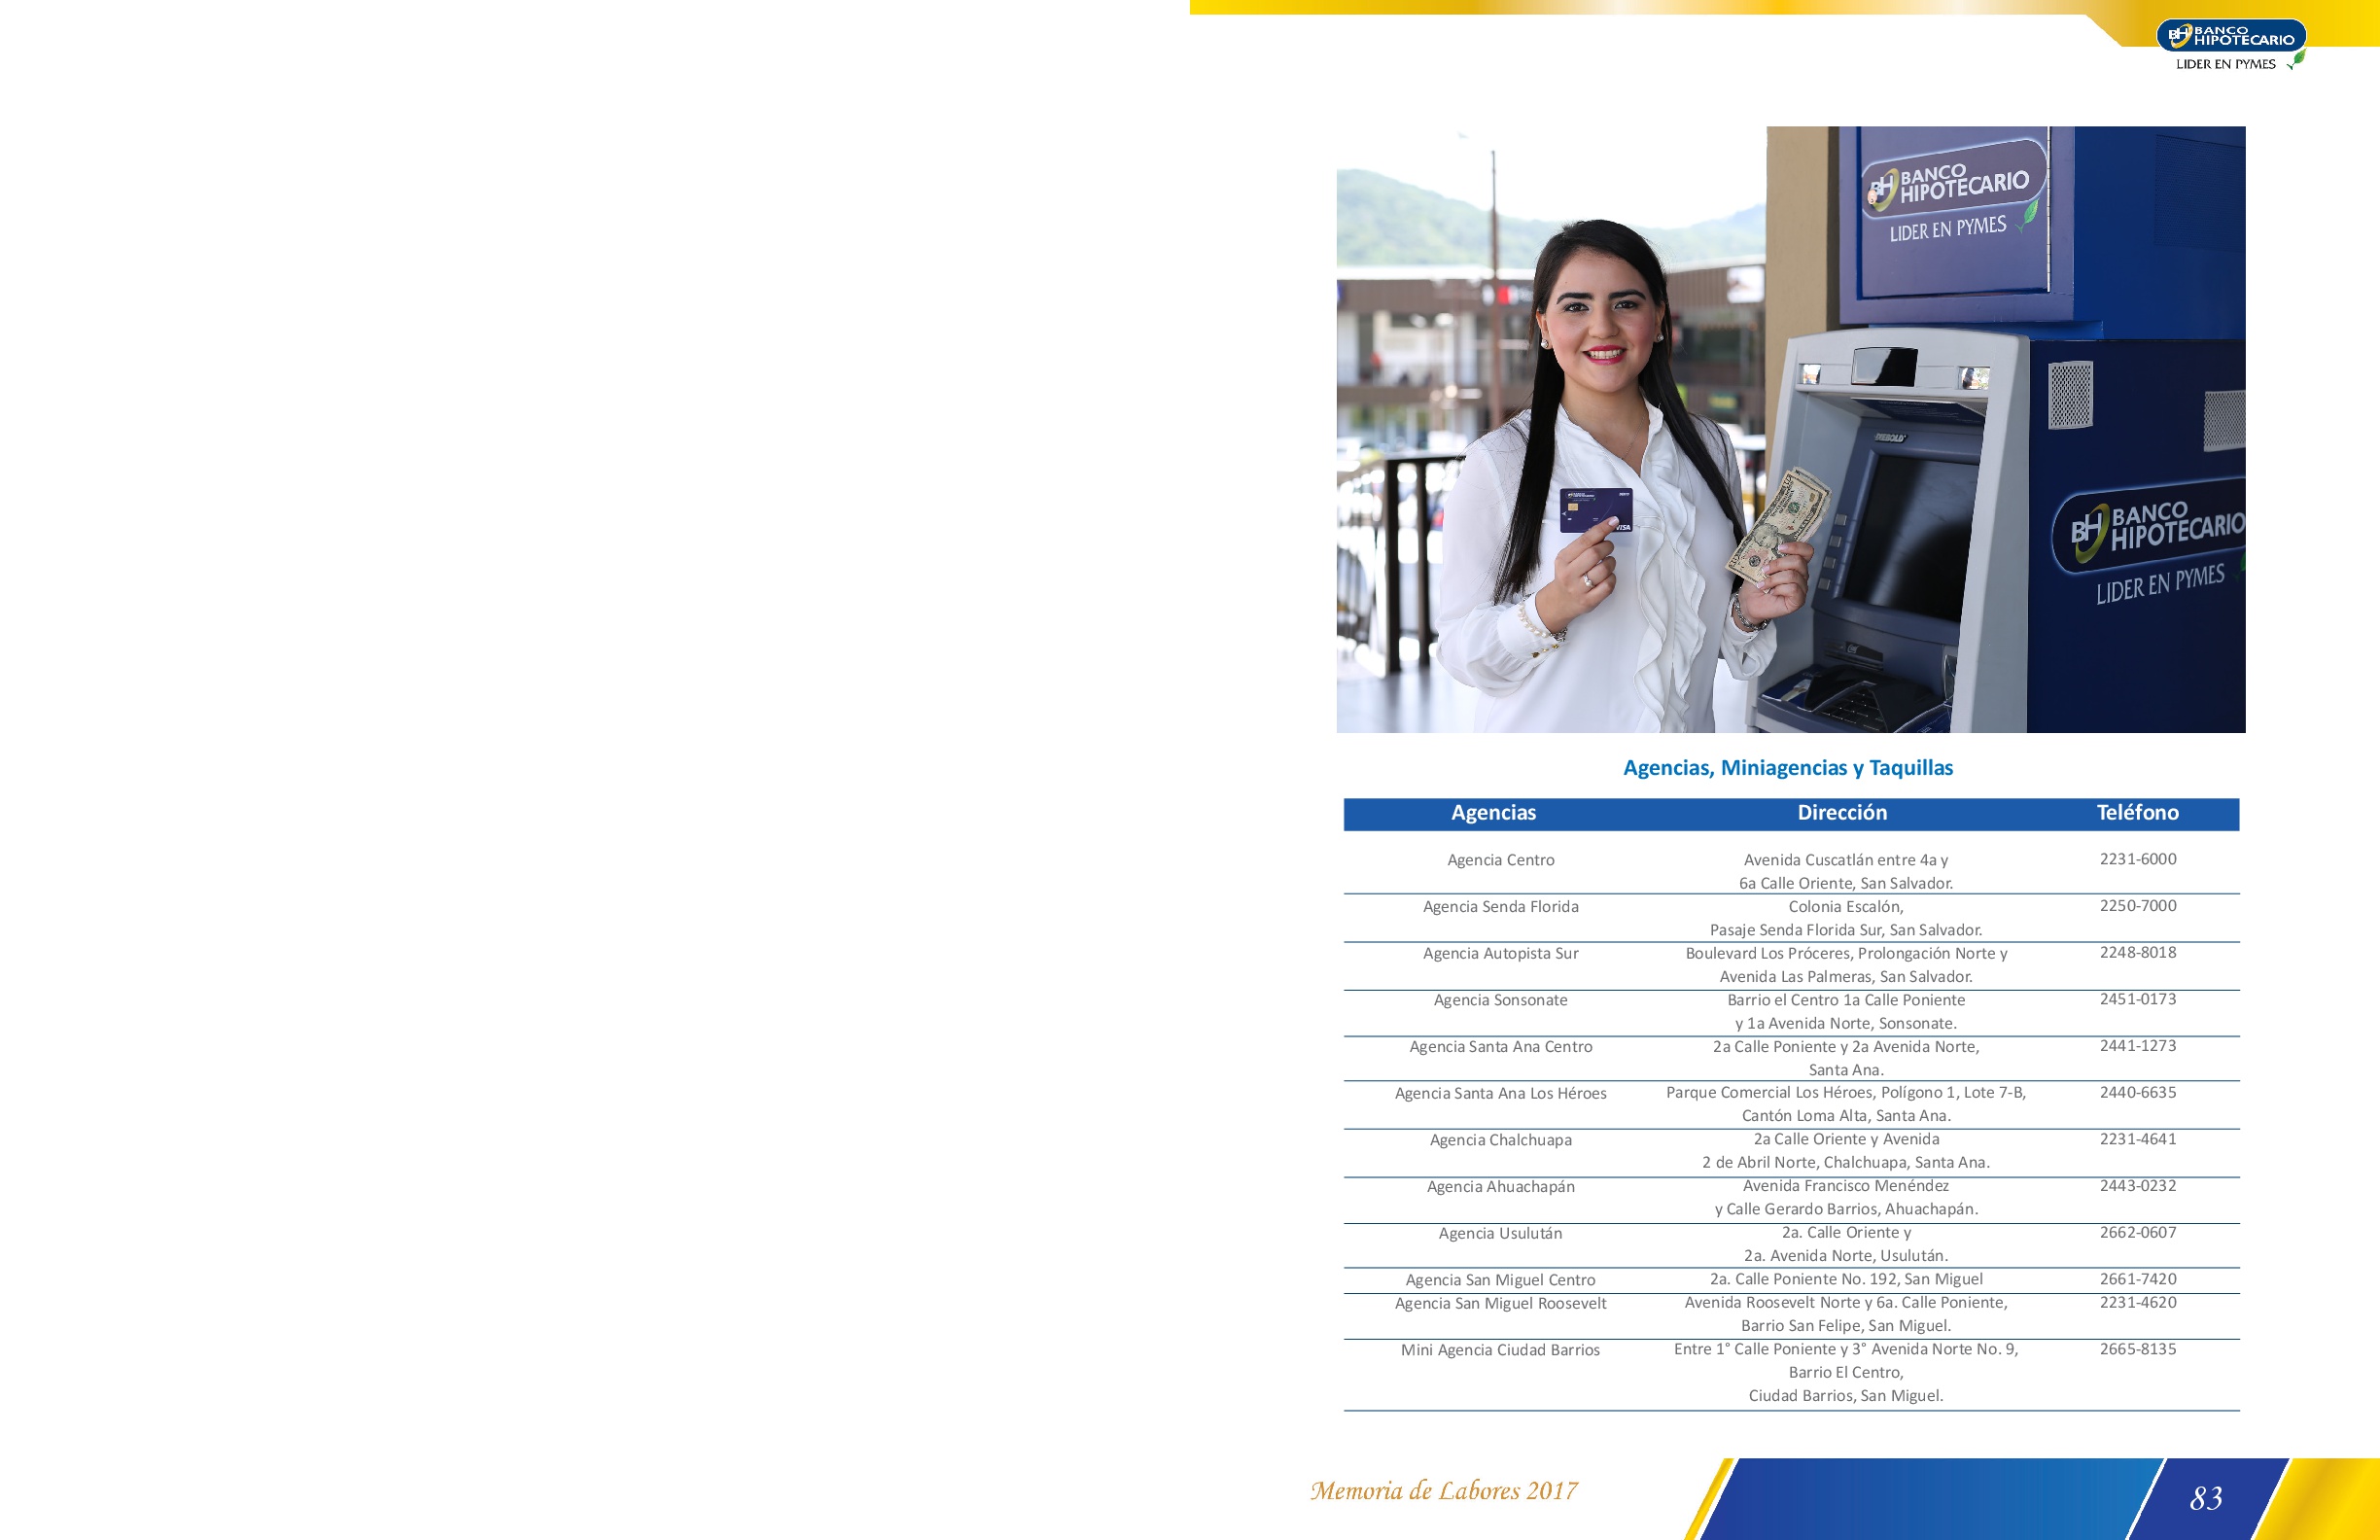 BANCO
HIPOTECARIO
LIDER EN PYMES
BH BANCO
HIPOTECARIO
LIDER EN PYMES
DIEBOLD
VISA
BH BANCO
HIPOTECARIO
LIDER EN PYMES
Agencias, Miniagencias y Taquillas
Agencias Dirección Teléfono
Agencia Centro Avenida Cuscatlán entre 4a y 2231-6000
6a Calle Oriente, San Salvador.
Agencia Senda Florida Colonia Escalón, 2250-7000
Pasaje Senda Florida Sur, San Salvador.
Agencia Autopista Sur Boulevard Los Próceres, Prolongación Norte y 2248-8018
Avenida Las Palmeras, San Salvador.
Agencia Sonsonate Barrio el Centro 1a Calle Poniente 2451-0173
y 1a Avenida Norte, Sonsonate.
Agencia Santa Ana Centro 2a Calle Poniente y 2a Avenida Norte, 2441-1273
Santa Ana.
Agencia Santa Ana Los Héroes Parque Comercial Los Héroes, Polígono 1, Lote 7-B, 2440-6635
Cantón Loma Alta, Santa Ana.
Agencia Chalchuapa 2a Calle Oriente y Avenida 2231-4641
2 de Abril Norte, Chalchuapa, Santa Ana.
Agencia Ahuachapán Avenida Francisco Menéndez 2443-0232
y Calle Gerardo Barrios, Ahuachapán.
Agencia Usulután 2a. Calle Oriente y 2662-0607
2a. Avenida Norte, Usulután.
Agencia San Miguel Centro 2a. Calle Poniente No. 192, San Miguel 2661-7420
Agencia San Miguel Roosevelt Avenida Roosevelt Norte y 6a. Calle Poniente, 2231-4620
Barrio San Felipe, San Miguel.
Mini Agencia Ciudad Barrios Entre 1° Calle Poniente y 3° Avenida Norte No. 9, 2665-8135
Barrio El Centro,
Ciudad Barrios, San Miguel.
Memoria de Labores 2017
83